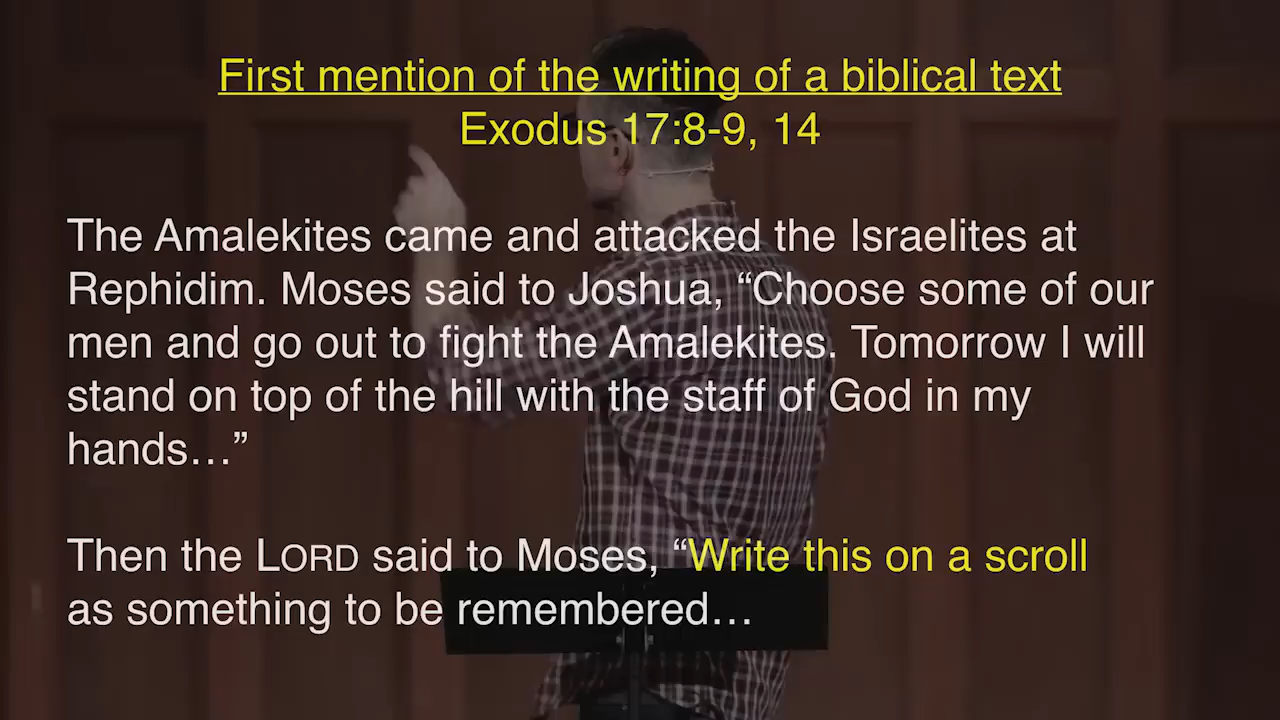 First mention of the writing of a biblical text
Exodus 17:8-9, 14
The Amalekites came and attacked the Israelites at
Rephidim. Moses said to Joshua, “Choose some of our
men and go out to fight the Amalekites. Tomorrow I will
stand on top of the hill with the staff of God in my
hands…”
Then the LORD said to Moses, “Write this on a scroll
as something to be remembered…